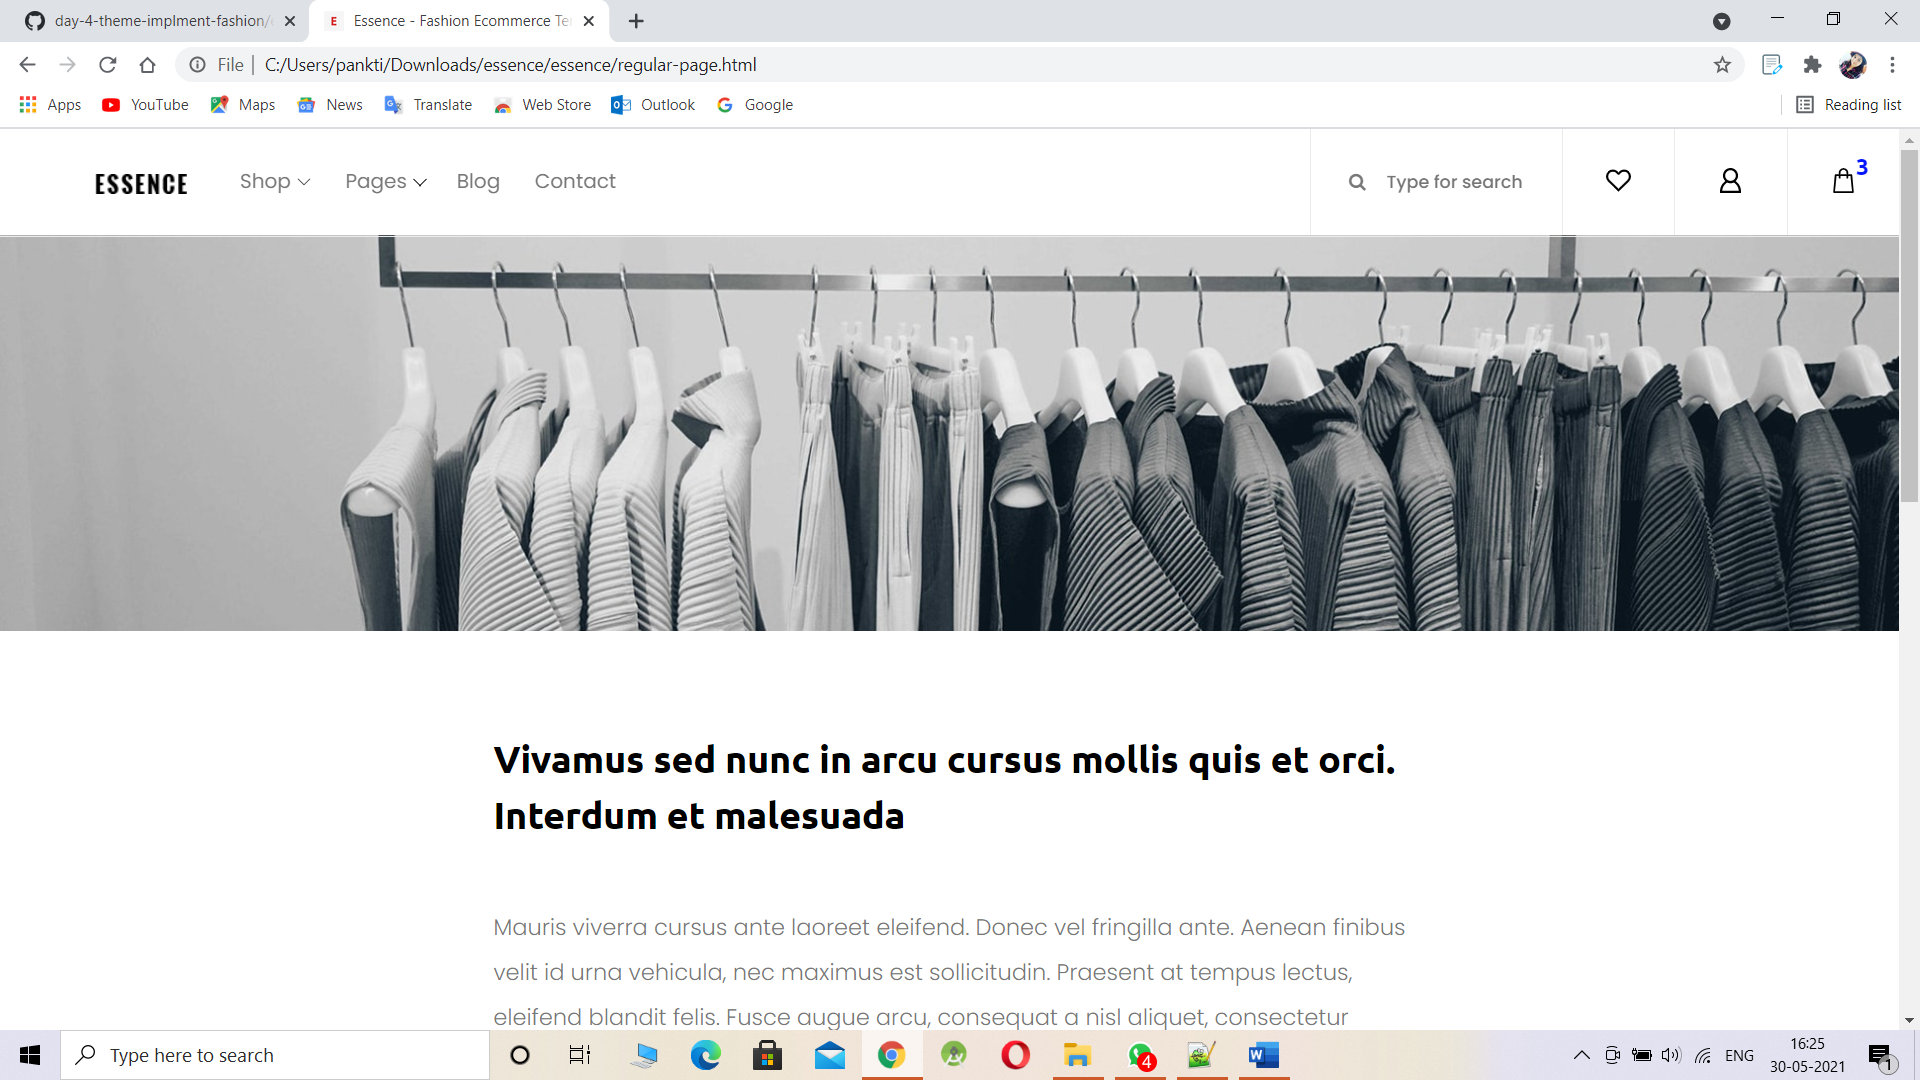 day-4-theme-implment-fashion/
E Essence - Fashion Ecommerce Te
File | C:/Users/pankti/Downloads/essence/essence/regular-page.html
Apps YouTube Maps News Translate Web Store Outlook Google Reading list
ESSENCE Shop Pages Blog Contact Type for search 3
Vivamus sed nunc in arcu cursus mollis quis et orci.
Interdum et malesuada
Mauris viverra cursus ante laoreet eleifend. Donec vel fringilla ante. Aenean finibus
velit id urna vehicula, nec maximus est sollicitudin. Praesent at tempus lectus,
eleifend blandit felis. Fusce augue arcu, consequat a nisl aliquet, consectetur
Type here to search 4 ENG 16:25
30-05-2021 1